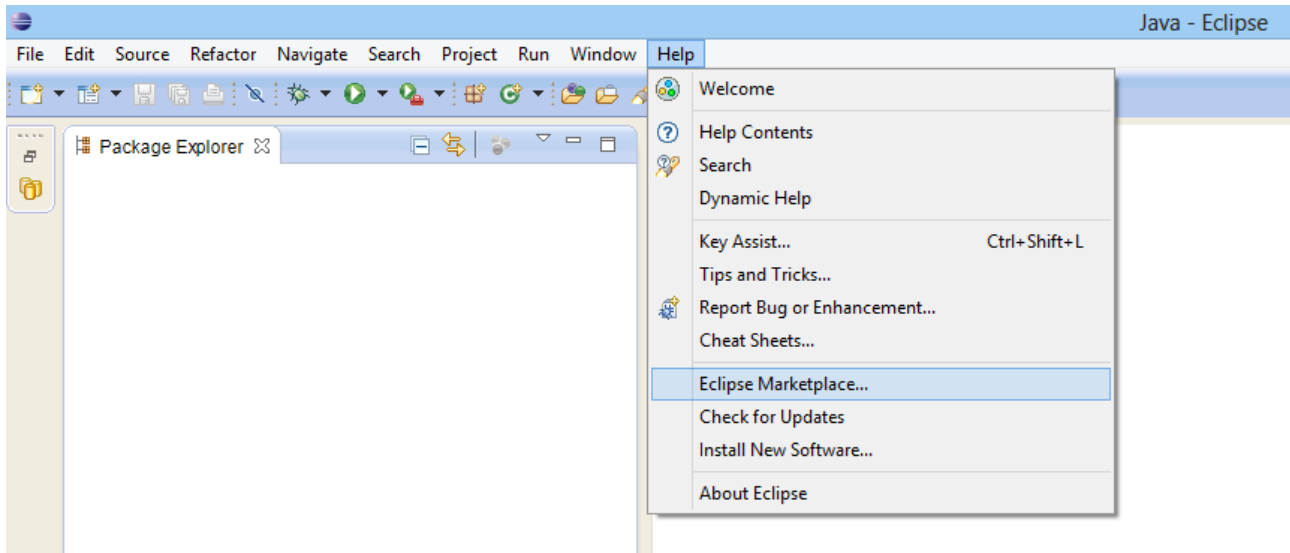 Java - Eclipse
File Edit Source Refactor Navigate Search Project Run Window Help
Package Explorer
Welcome
Help Contents
Search
Dynamic Help
Key Assist... Ctrl+Shift+L
Tips and Tricks...
Report Bug or Enhancement...
Cheat Sheets...
Eclipse Marketplace...
Check for Updates
Install New Software...
About Eclipse